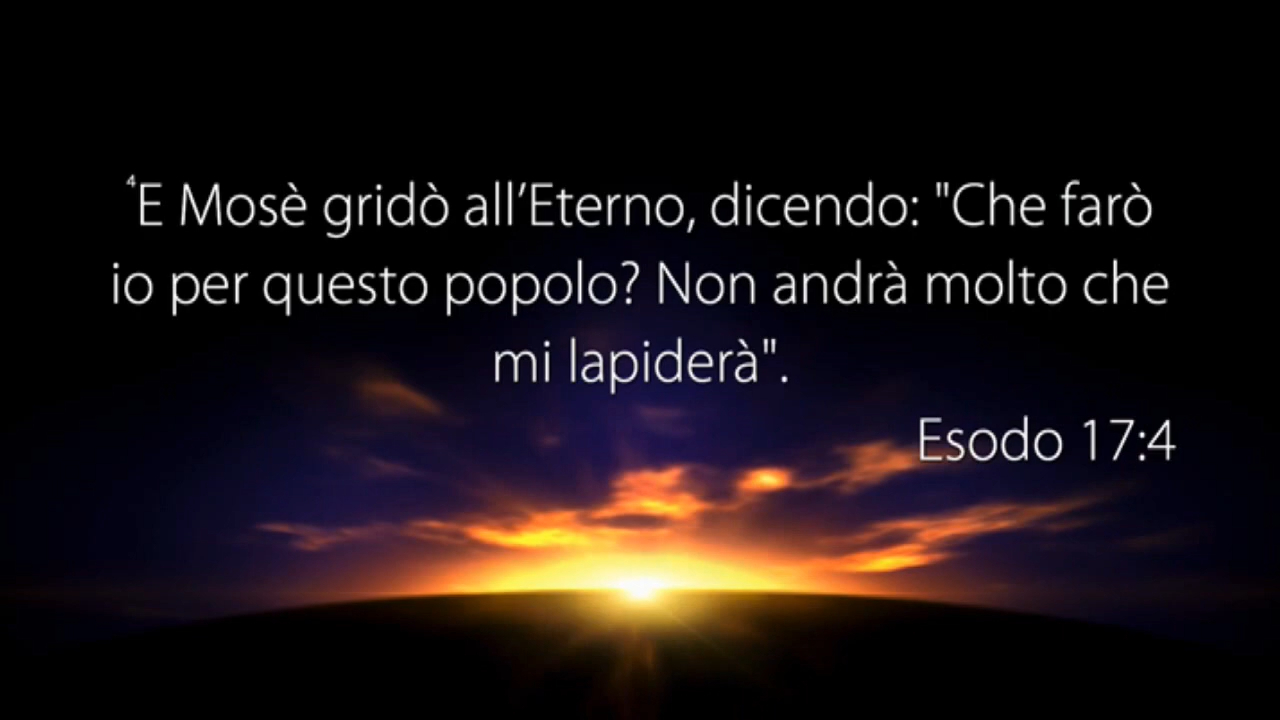 ⁴E Mosè gridò all’Eterno, dicendo: "Che farò
io per questo popolo? Non andrà molto che
mi lapiderà".
Esodo 17:4